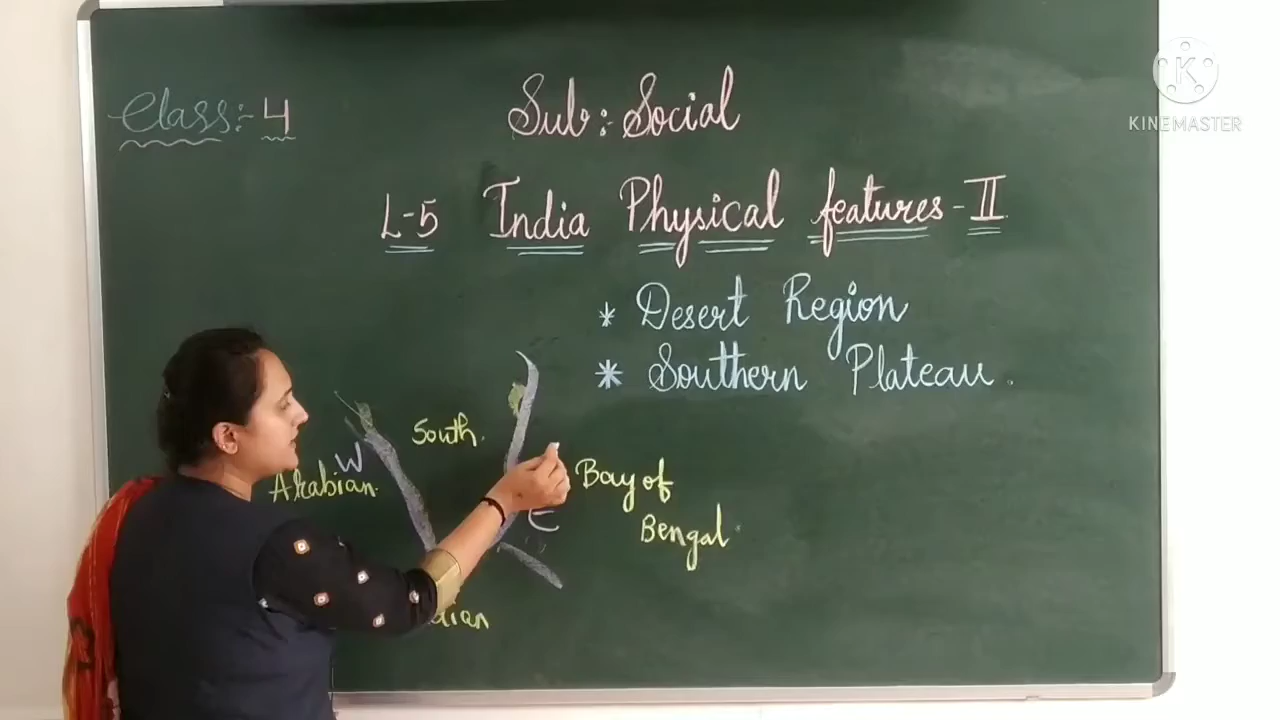 Class:- 4
Sub: Social
L-5 India Physical features - II
* Desert Region
* Southern Plateau.
South.
W
Arabian.
Bay of
Bengal
E
KINEMASTER